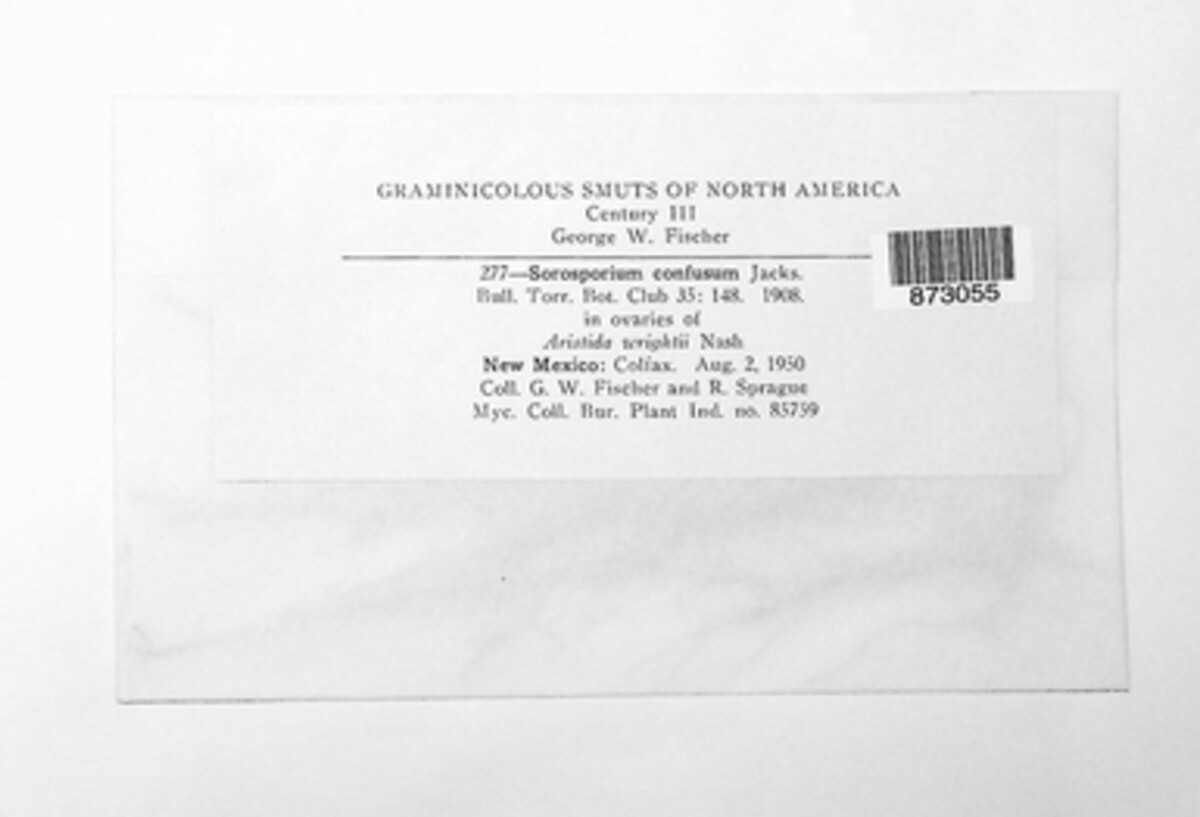 GRAMINICOLOUS SMUTS OF NORTH AMERICA
Century III
George W. Fischer
277—Sorosporium confusum Jacks.
Bull. Torr. Bot. Club 35: 148. 1908.
in ovaries of
Aristida wrightii Nash
New Mexico: Colfax. Aug. 2, 1950
Coll. G. W. Fischer and R. Sprague
Myc. Coll. Bur. Plant Ind. no. 85759
873055